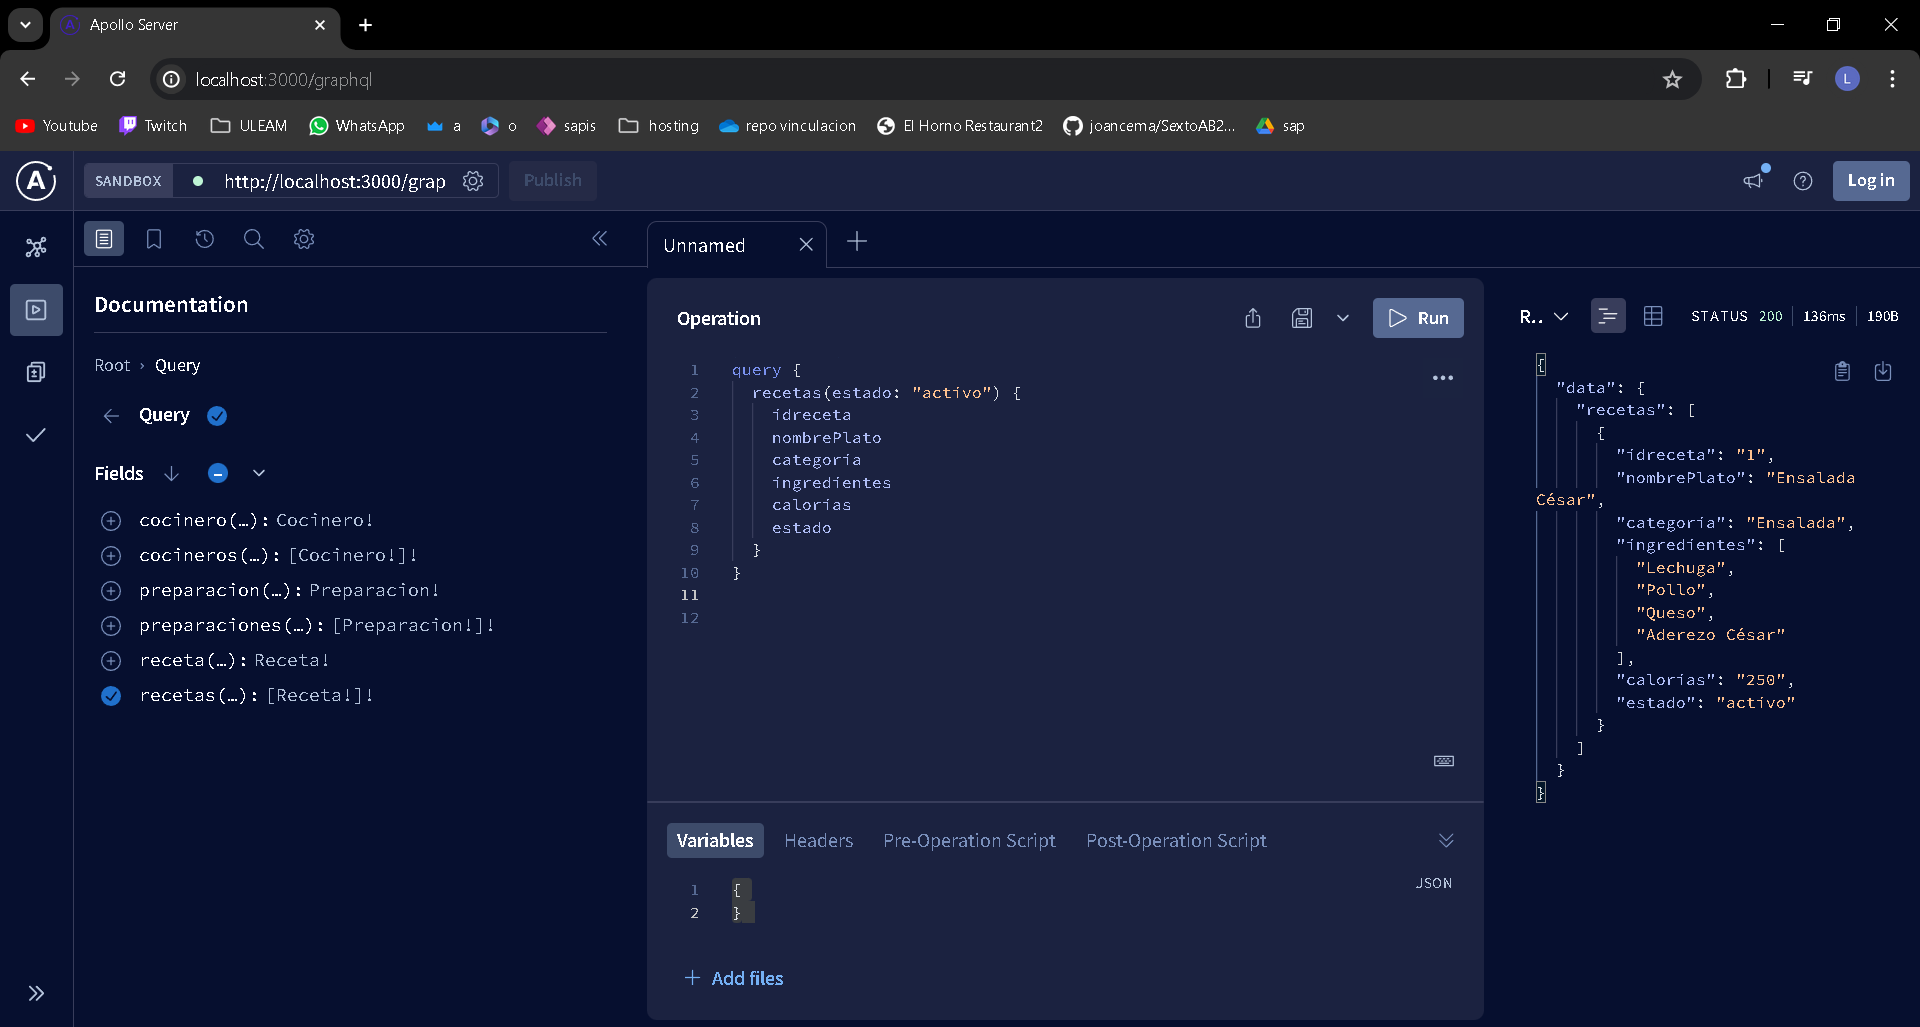 Apollo Server
localhost:3000/graphql
Youtube
Twitch
ULEAM
WhatsApp
a
o
sapis
hosting
repo vinculacion
El Horno Restaurant2
joancema/SextoAB2...
sap
L
A
SANDBOX
http://localhost:3000/grap
Publish
Log in
Unnamed
Documentation
Root › Query
Query
Fields
cocinero(…): Cocinero!
cocineros(…): [Cocinero!]!
preparacion(…): Preparacion!
preparaciones(…): [Preparacion!]!
receta(…): Receta!
recetas(…): [Receta!]!
Operation
Run
1 query {
2 recetas(estado: "activo") {
3 idreceta
4 nombrePlato
5 categoria
6 ingredientes
7 calorias
8 estado
9 }
10 }
11
12
Variables
Headers
Pre-Operation Script
Post-Operation Script
JSON
1 {
2 }
+ Add files
R..
STATUS 200
136ms
190B
{
"data": {
"recetas": [
{
"idreceta": "1",
"nombrePlato": "Ensalada
César",
"categoria": "Ensalada",
"ingredientes": [
"Lechuga",
"Pollo",
"Queso",
"Aderezo César"
],
"calorias": "250",
"estado": "activo"
}
]
}
}